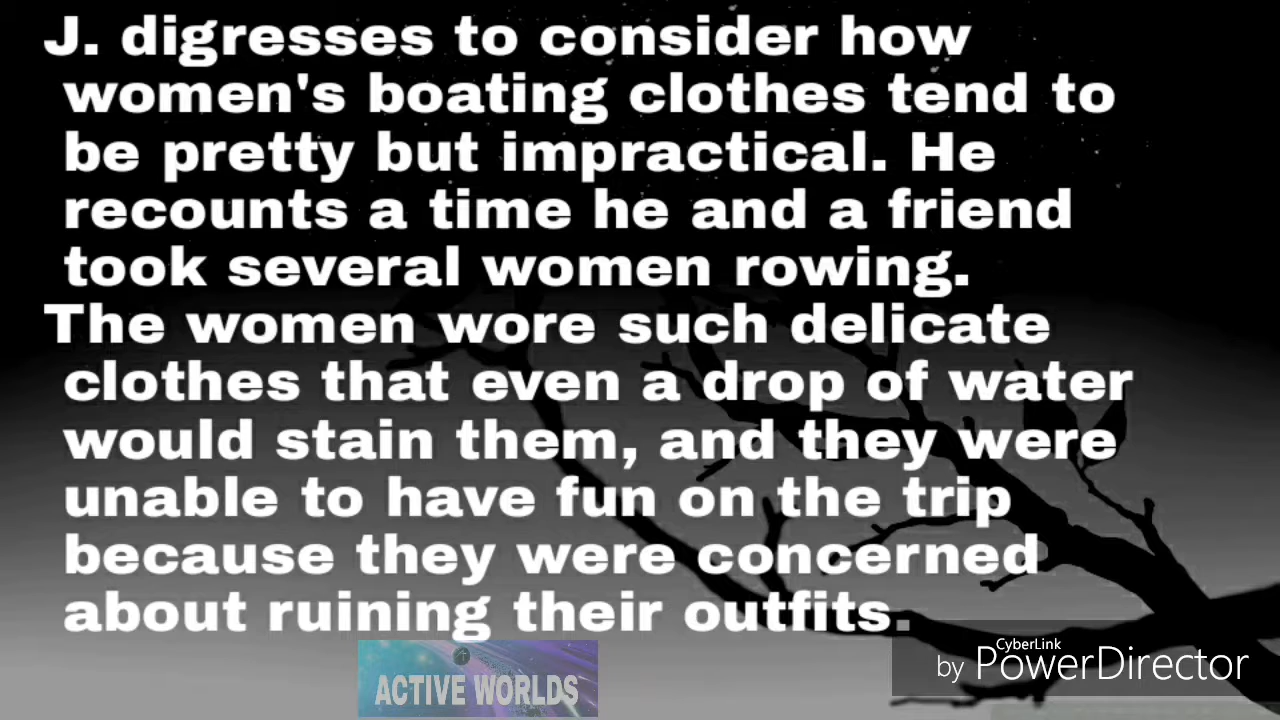 J. digresses to consider how
women's boating clothes tend to
be pretty but impractical. He
recounts a time he and a friend
took several women rowing.
The women wore such delicate
clothes that even a drop of water
would stain them, and they were
unable to have fun on the trip
because they were concerned
about ruining their outfits.
ACTIVE WORLDS
CyberLink
by PowerDirector